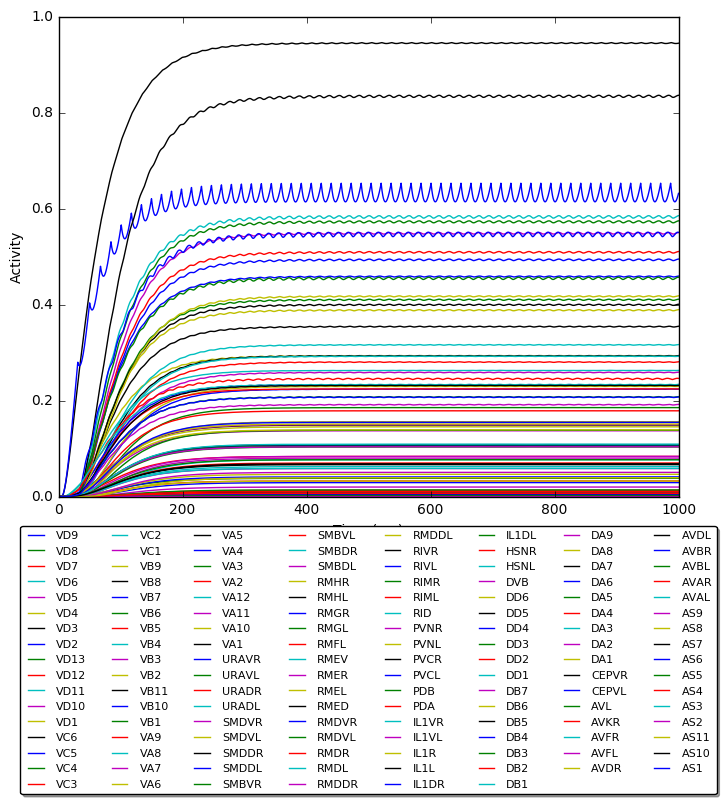 1.0
0.8
0.6
0.4
0.2
0.0
Activity
0 200 400 600 800 1000
VD9 VC2 VA5 SMBVL RMDDL IL1DL DA9 AVDL
VD8 VC1 VA4 SMBDR RIVR HSNR DA8 AVBR
VD7 VB9 VA3 SMBDL RIVL HSNL DA7 AVBL
VD6 VB8 VA2 RMHR RIMR DVB DA6 AVAR
VD5 VB7 VA12 RMHL RIML DD6 DA5 AVAL
VD4 VB6 VA11 RMGR RID DD5 DA4 AS9
VD3 VB5 VA10 RMGL PVNR DD4 DA3 AS8
VD2 VB4 VA1 RMFL PVNL DD3 DA2 AS7
VD13 VB3 URAVR RMEV PVCR DD2 DA1 AS6
VD12 VB2 URAVL RMER PVCL DD1 CEPVR AS5
VD11 VB11 URADR RMEL PDB DB7 CEPVL AS4
VD10 VB10 URADL RMED PDA DB6 AVL AS3
VD1 VB1 SMDVR RMDVR IL1VR DB5 AVKR AS2
VC6 VA9 SMDVL RMDVL IL1VL DB4 AVFR AS11
VC5 VA8 SMDDR RMDR IL1R DB3 AVFL AS10
VC4 VA7 SMDDL RMDL IL1L DB2 AVDR AS1
VC3 VA6 SMBVR RMDDR IL1DR DB1